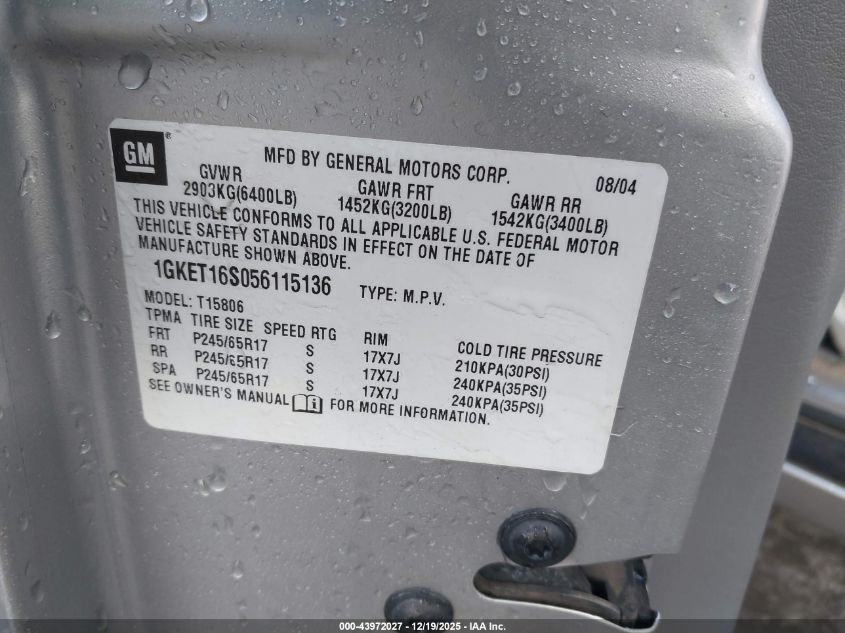 GM ®
MFD BY GENERAL MOTORS CORP. 08/04
GVWR GAWR FRT GAWR RR
2903KG(6400LB) 1452KG(3200LB) 1542KG(3400LB)
THIS VEHICLE CONFORMS TO ALL APPLICABLE U.S. FEDERAL MOTOR
VEHICLE SAFETY STANDARDS IN EFFECT ON THE DATE OF
MANUFACTURE SHOWN ABOVE.
1GKET16S056115136 TYPE: M.P.V.
MODEL: T15806
TPMA TIRE SIZE SPEED RTG RIM COLD TIRE PRESSURE
FRT P245/65R17 S 17X7J 210KPA(30PSI)
RR P245/65R17 S 17X7J 240KPA(35PSI)
SPA P245/65R17 S 17X7J 240KPA(35PSI)
SEE OWNER'S MANUAL i FOR MORE INFORMATION.
000-43972027 - 12/19/2025 - IAA Inc.